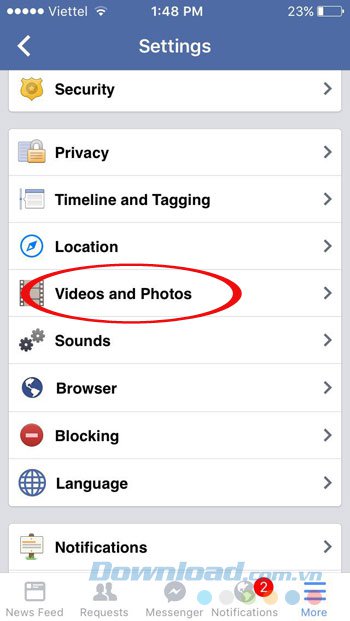 Viettel 1:48 PM 23%
Settings
Security
Privacy
Timeline and Tagging
Location
Videos and Photos
Sounds
Browser
Blocking
Language
Notifications
Download.com.vn
2
News Feed Requests Messenger Notifications More